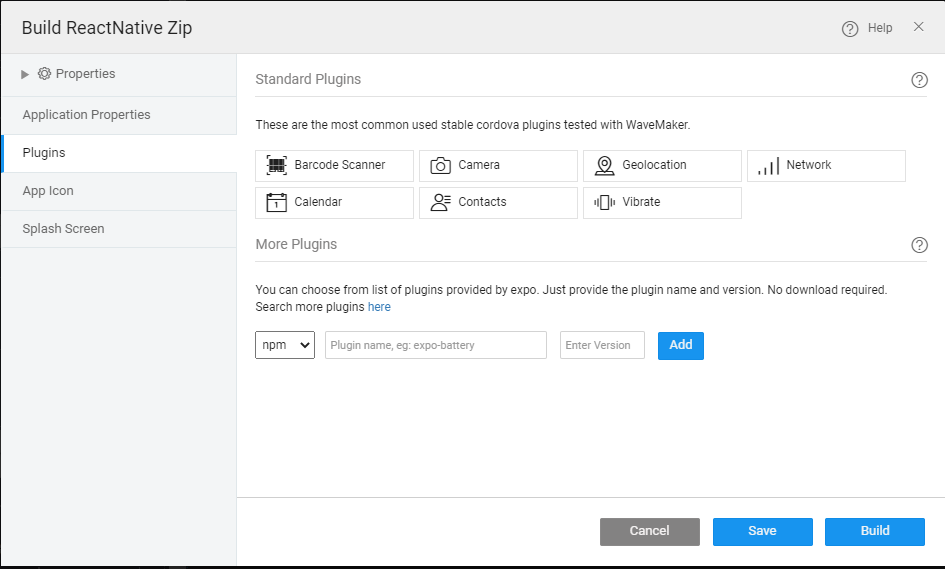 Build ReactNative Zip
Help
Properties
Application Properties
Plugins
App Icon
Splash Screen
Standard Plugins
These are the most common used stable cordova plugins tested with WaveMaker.
Barcode Scanner
Camera
Geolocation
Network
1
Calendar
Contacts
Vibrate
More Plugins
You can choose from list of plugins provided by expo. Just provide the plugin name and version. No download required.
Search more plugins here
npm
Plugin name, eg: expo-battery
Enter Version
Add
Cancel
Save
Build